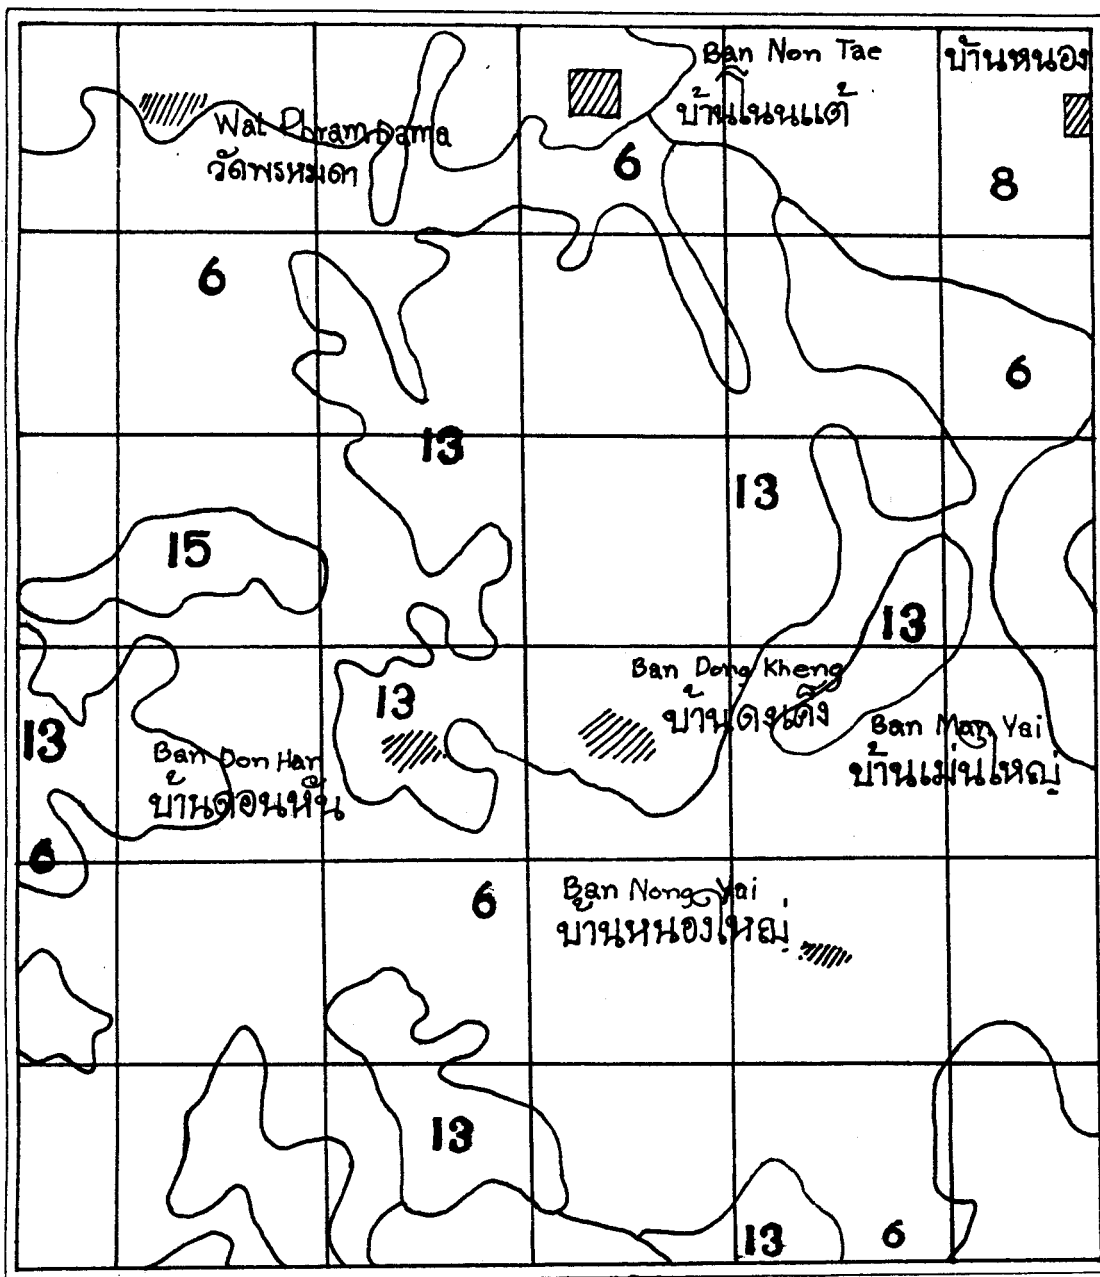 Ban Non Tae
บ้านโนนแต้
บ้านหนอง
Wat Phram Dama
วัดพรหมดา
6
8
6
6
13
13
15
13
Ban Dong Kheng
บ้านดงเค็ง
13
13
Ban Man Yai
บ้านเม่นใหญ่
Ban Don Han
บ้านดอนหัน
6
6
Ban Nong Yai
บ้านหนองใหญ่
13
13
6